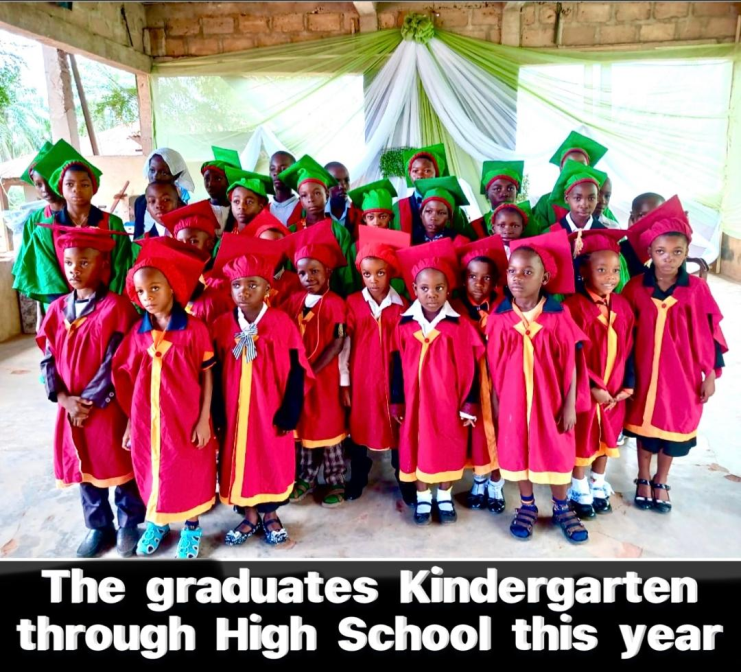 The graduates Kindergarten
through High School this year